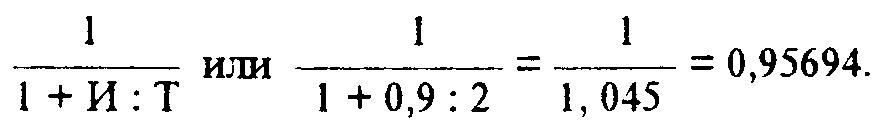 1/(1 + И : Т) или 1/(1 + 0,9 : 2) = 1/1, 045 = 0,95694.